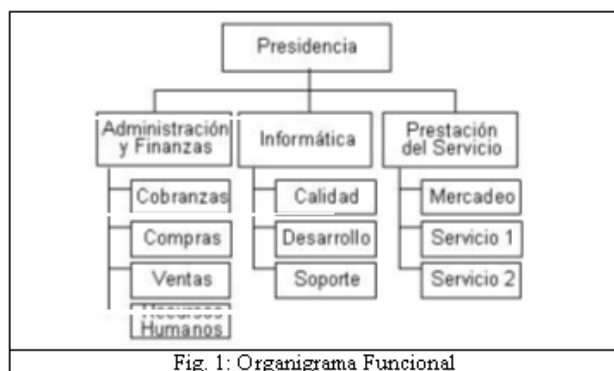 Presidencia
Administración
y Finanzas
Informática
Prestación
del Servicio
Cobranzas
Calidad
Mercadeo
Compras
Desarrollo
Servicio 1
Ventas
Soporte
Servicio 2
Recursos
Humanos
Fig. 1: Organigrama Funcional